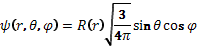 ψ(r, θ, φ) = R(r)√(3/4π) sin θ cos φ